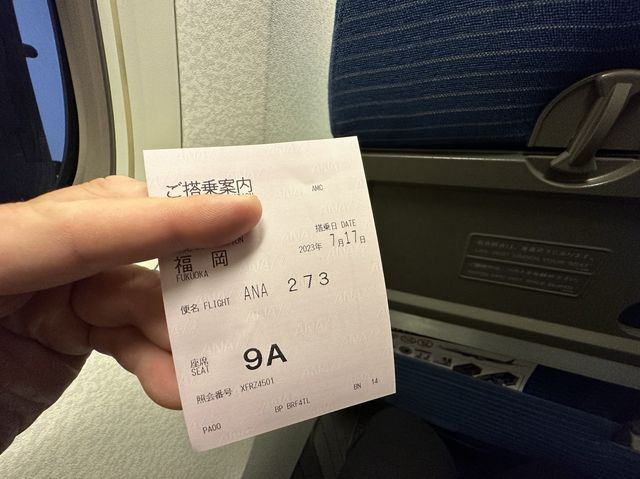 ご搭乗案内
AMC
搭乗日 DATE
2023年 7月17日
福岡
FUKUOKA
便名 FLIGHT ANA 273
座席
SEAT 9A
照会番号 XFRZ4501
BN 14
BP BRF4TL
PA00